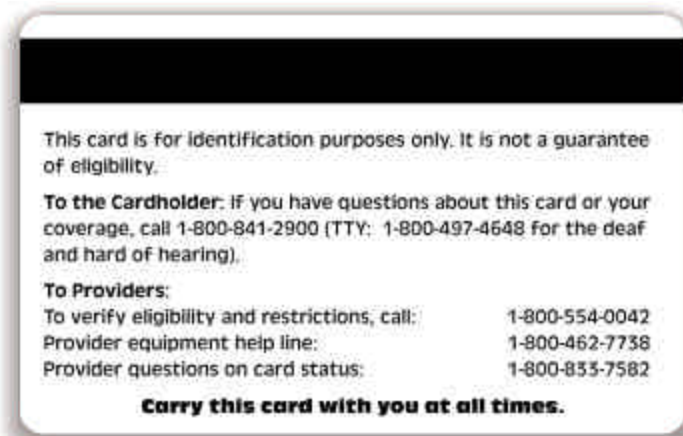 This card is for identification purposes only. It is not a guarantee
of eligibility.
To the Cardholder: If you have questions about this card or your
coverage, call 1-800-841-2900 (TTY: 1-800-497-4648 for the deaf
and hard of hearing).
To Providers:
To verify eligibility and restrictions, call: 1-800-554-0042
Provider equipment help line: 1-800-462-7738
Provider questions on card status: 1-800-833-7582
Carry this card with you at all times.